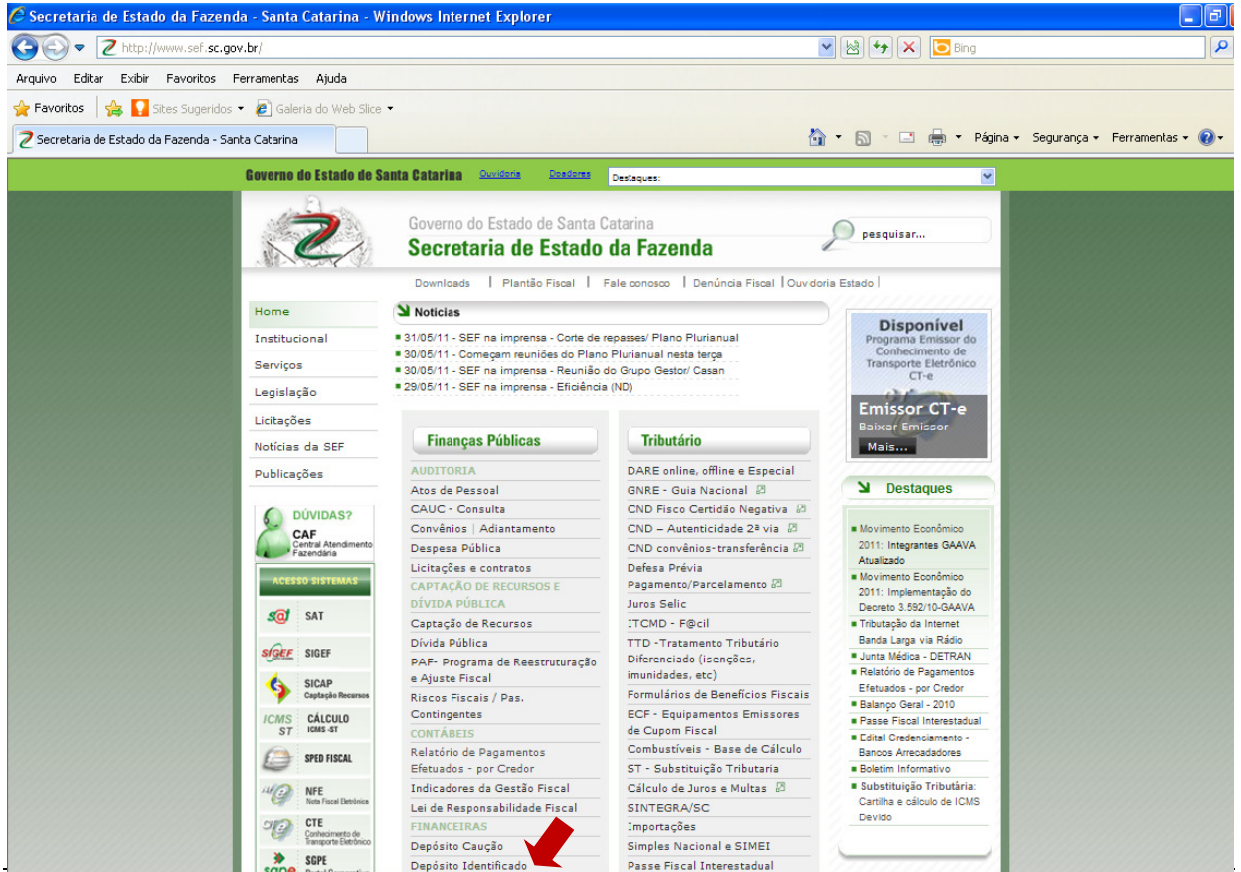 Secretaria de Estado da Fazenda - Santa Catarina - Windows Internet Explorer
http://www.sef.sc.gov.br/
Bing
Arquivo Editar Exibir Favoritos Ferramentas Ajuda
Favoritos Sites Sugeridos Galeria do Web Slice
Secretaria de Estado da Fazenda - Santa Catarina
Página Segurança Ferramentas
Governo do Estado de Santa Catarina Ouvidoria Doadores Destaques:
Governo do Estado de Santa Catarina
Secretaria de Estado da Fazenda
pesquisar...
Downloads | Plantão Fiscal | Fale conosco | Denúncia Fiscal | Ouvidoria Estado |
Home
Institucional
Serviços
Legislação
Licitações
Notícias da SEF
Publicações
DÚVIDAS?
CAF
Central Atendimento
Fazendária
ACESSO SISTEMAS
s@t SAT
SIGEF SIGEF
SICAP
Captação Recursos
ICMS ST CÁLCULO
ICMS -ST
SPED FISCAL
NFE
Nota Fiscal Eletrônica
CTE
Conhecimento de
Transporte Eletrônico
SGPE
Noticias
31/05/11 - SEF na imprensa - Corte de repasses/ Plano Plurianual
30/05/11 - Começam reuniões do Plano Plurianual nesta terça
30/05/11 - SEF na imprensa - Reunião do Grupo Gestor/ Casan
29/05/11 - SEF na imprensa - Eficiência (ND)
Finanças Públicas
AUDITORIA
Atos de Pessoal
CAUC - Consulta
Convênios | Adiantamento
Despesa Pública
Licitações e contratos
CAPTAÇÃO DE RECURSOS E
DÍVIDA PÚBLICA
Captação de Recursos
Dívida Pública
PAF- Programa de Reestruturação
e Ajuste Fiscal
Riscos Fiscais / Pas.
Contingentes
CONTÁBEIS
Relatório de Pagamentos
Efetuados - por Credor
Indicadores da Gestão Fiscal
Lei de Responsabilidade Fiscal
FINANCEIRAS
Depósito Caução
Depósito Identificado
Tributário
DARE online, offline e Especial
GNRE - Guia Nacional
CND Fisco Certidão Negativa
CND – Autenticidade 2ª via
CND convênios-transferência
Defesa Prévia
Pagamento/Parcelamento
Juros Selic
ITCMD - F@cil
TTD -Tratamento Tributário
Diferenciado (isenções,
imunidades, etc)
Formulários de Benefícios Fiscais
ECF - Equipamentos Emissores
de Cupom Fiscal
Combustíveis - Base de Cálculo
ST - Substituição Tributaria
Cálculo de Juros e Multas
SINTEGRA/SC
Importações
Simples Nacional e SIMEI
Passe Fiscal Interestadual
Disponível
Programa Emissor do
Conhecimento de
Transporte Eletrônico
CT-e
Emissor CT-e
Baixar Emissor
Mais...
Destaques
Movimento Econômico
2011: Integrantes GAAVA
Atualizado
Movimento Econômico
2011: Implementação do
Decreto 3.592/10-GAAVA
Tributação da Internet
Banda Larga via Rádio
Junta Médica - DETRAN
Relatório de Pagamentos
Efetuados - por Credor
Balanço Geral - 2010
Passe Fiscal Interestadual
Edital Credenciamento -
Bancos Arrecadadores
Boletim Informativo
Substituição Tributária:
Cartilha e cálculo de ICMS
Devido